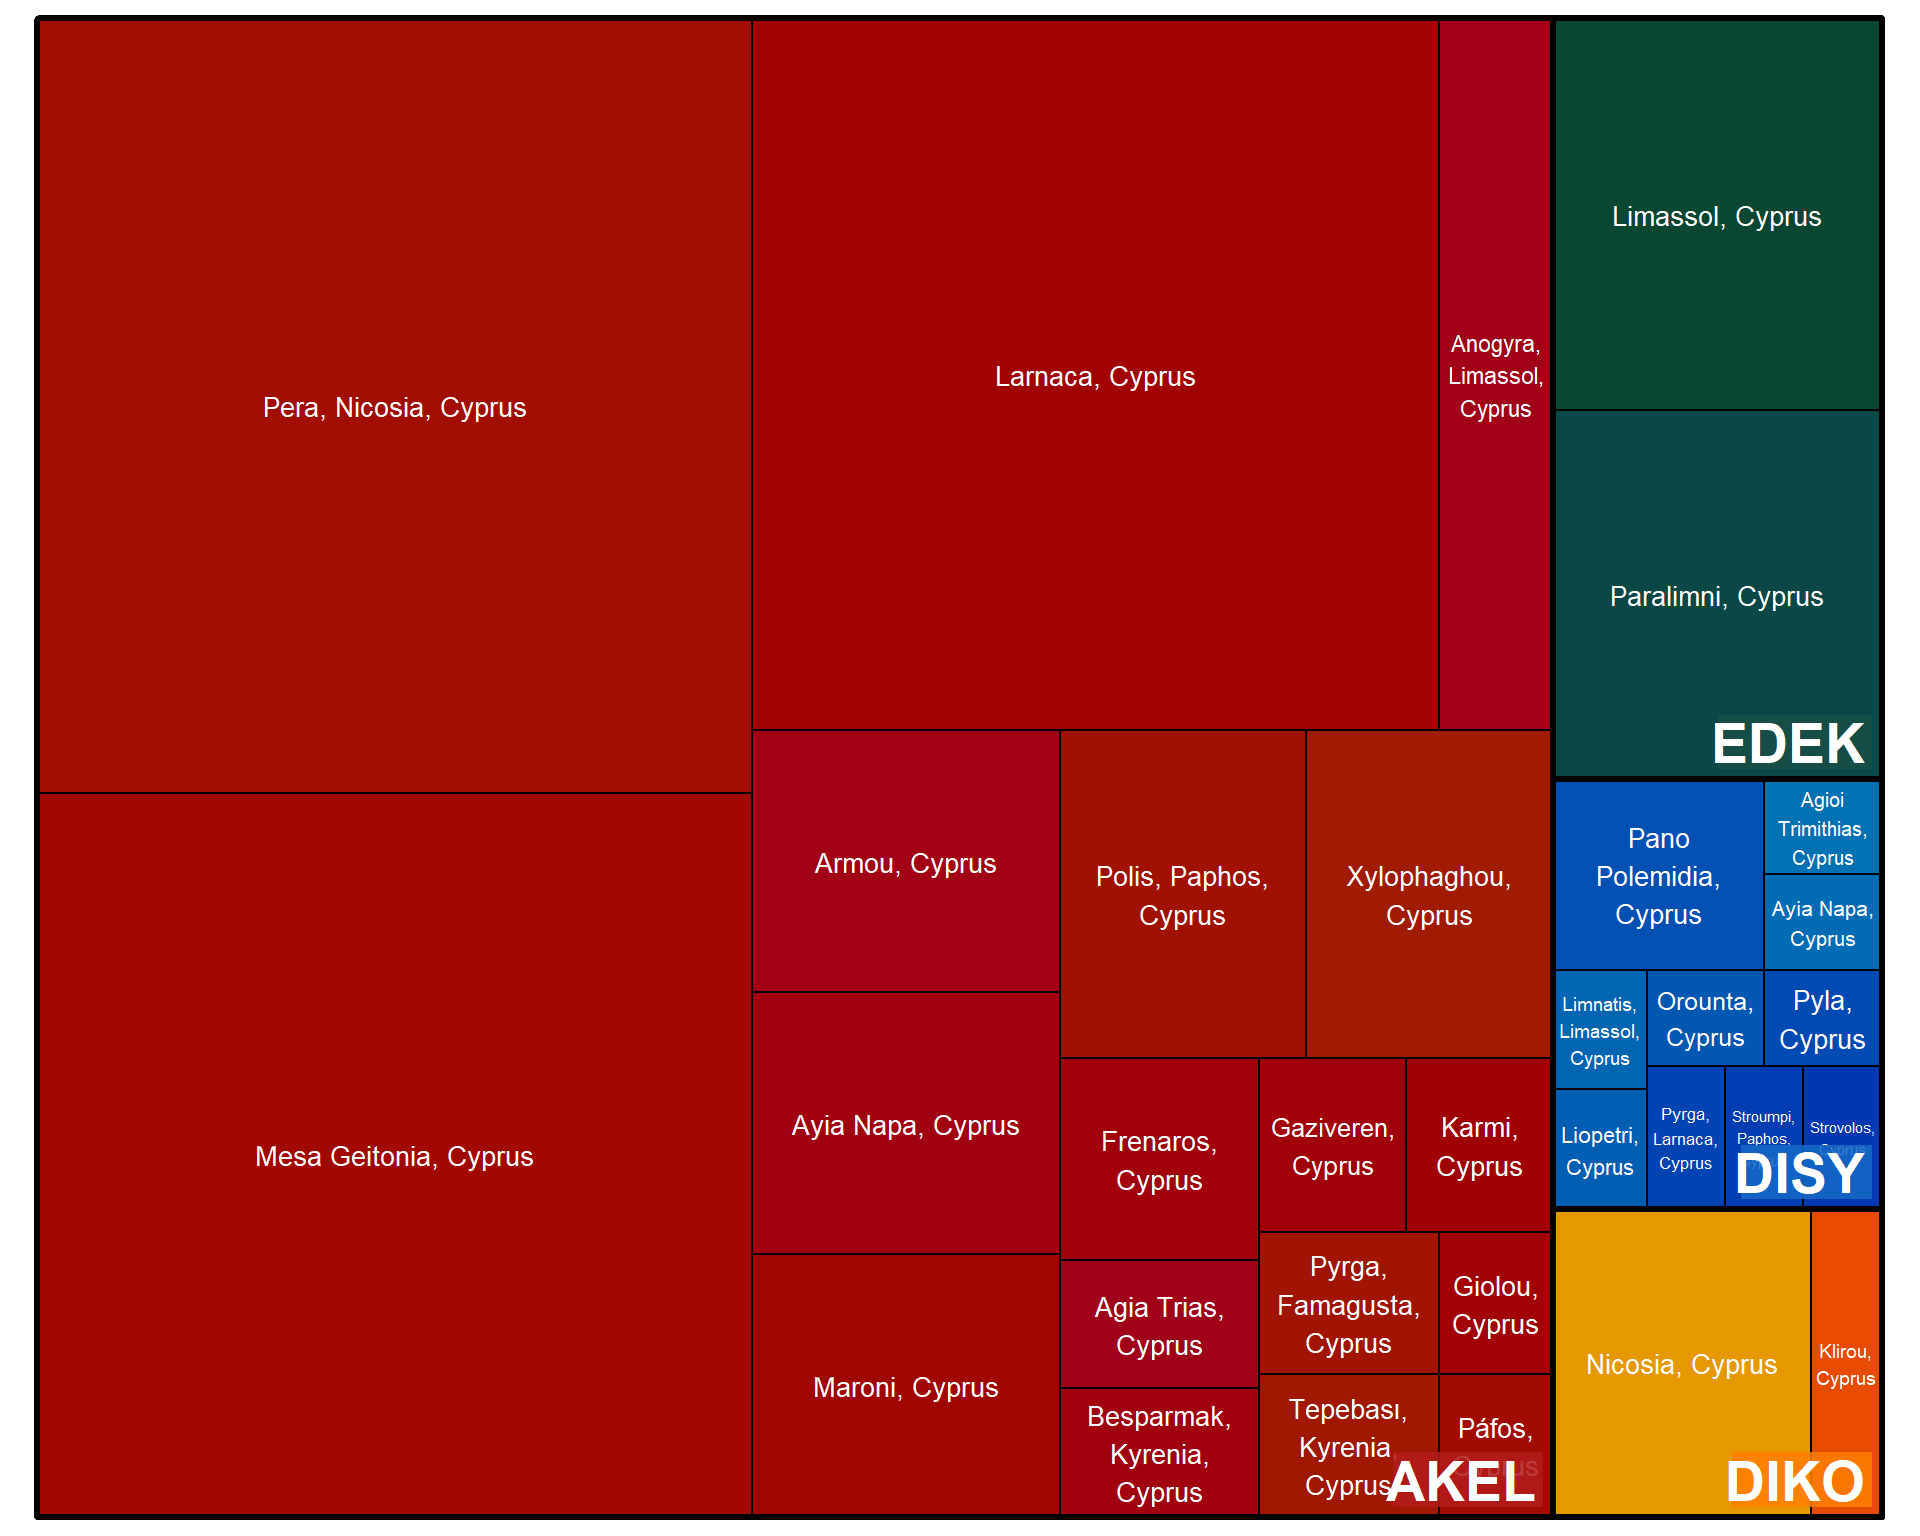 Pera, Nicosia, Cyprus
Mesa Geitonia, Cyprus
Larnaca, Cyprus
Anogyra,
Limassol,
Cyprus
Armou, Cyprus
Ayia Napa, Cyprus
Maroni, Cyprus
Polis, Paphos,
Cyprus
Xylophaghou,
Cyprus
Frenaros,
Cyprus
Gaziveren,
Cyprus
Karmi,
Cyprus
Agia Trias,
Cyprus
Besparmak,
Kyrenia,
Cyprus
Pyrga,
Famagusta,
Cyprus
Giolou,
Cyprus
Tepebası,
Kyrenia,
Cyprus
Páfos,
Cyprus
AKEL
Limassol, Cyprus
Paralimni, Cyprus
EDEK
Pano
Polemidia,
Cyprus
Agioi
Trimithias,
Cyprus
Ayia Napa,
Cyprus
Limnatis,
Limassol,
Cyprus
Orounta,
Cyprus
Pyla,
Cyprus
Liopetri,
Cyprus
Pyrga,
Larnaca,
Cyprus
Stroumpi,
Paphos,
Strovolos,
Cyprus
DISY
Nicosia, Cyprus
Klirou,
Cyprus
DIKO